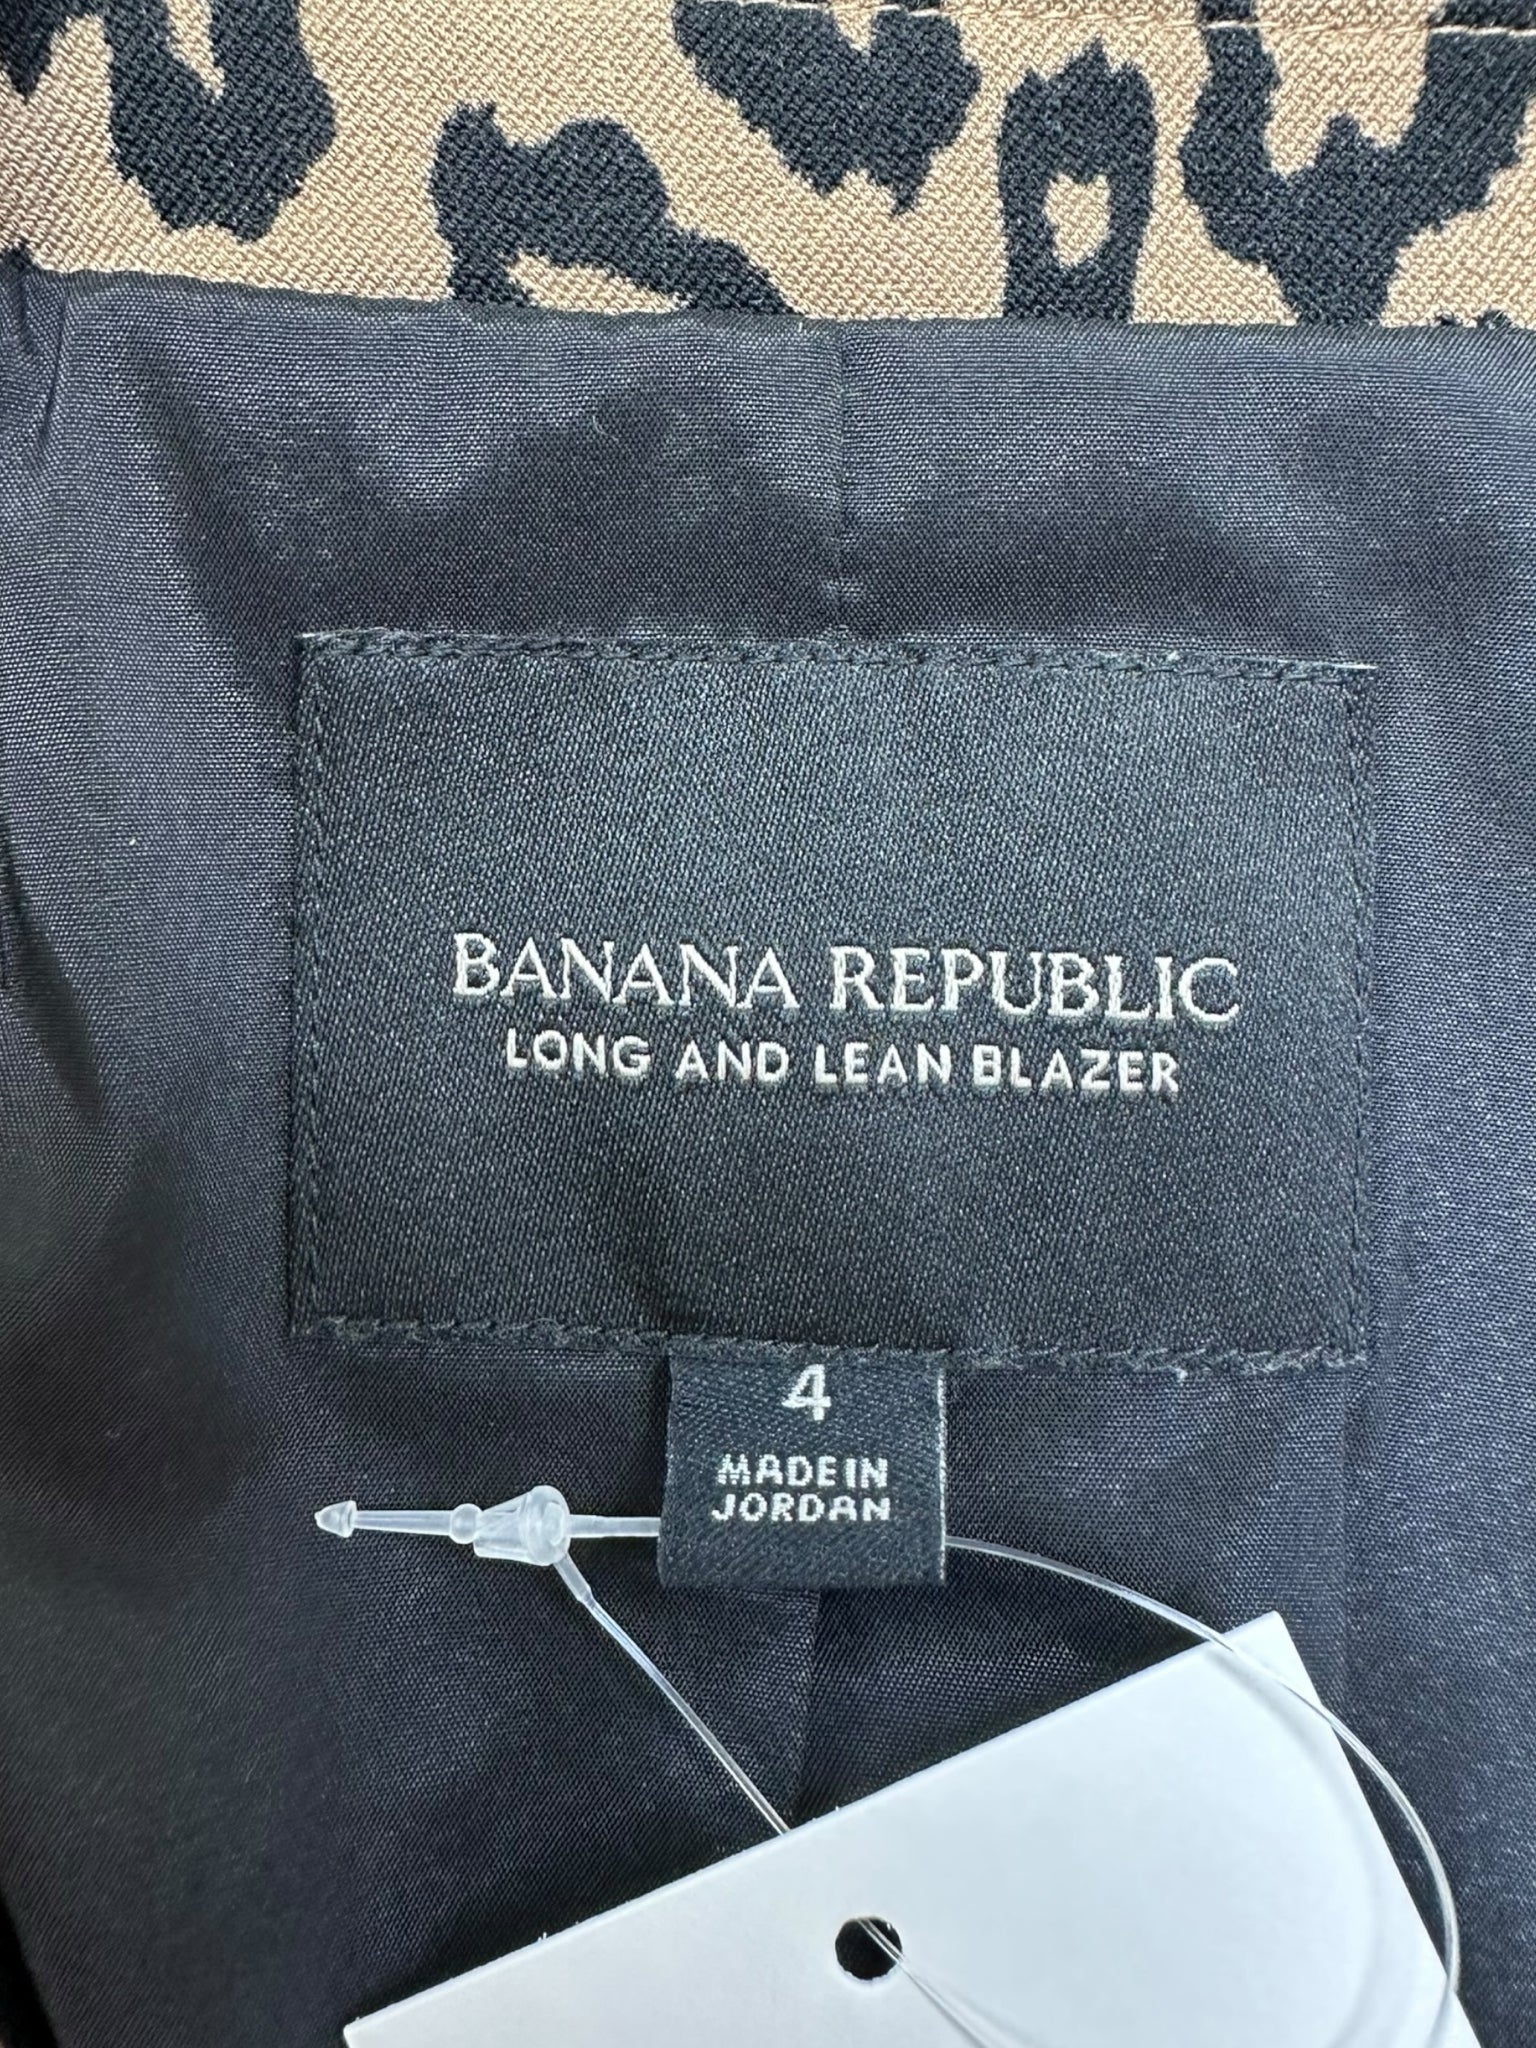 BANANA REPUBLIC
LONG AND LEAN BLAZER
4
MADE IN
JORDAN